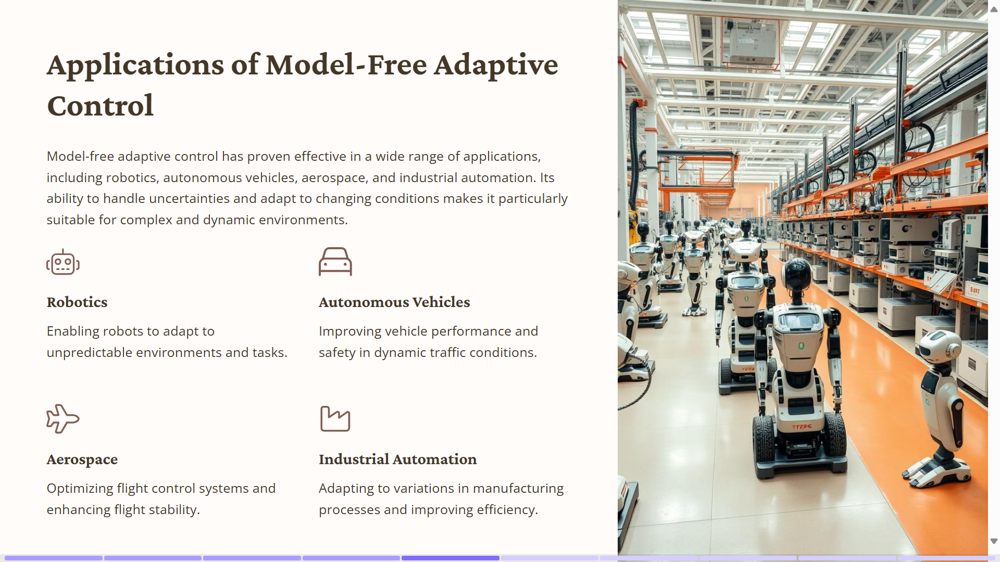 Applications of Model-Free Adaptive
Control
Model-free adaptive control has proven effective in a wide range of applications,
including robotics, autonomous vehicles, aerospace, and industrial automation. Its
ability to handle uncertainties and adapt to changing conditions makes it particularly
suitable for complex and dynamic environments.
Robotics
Enabling robots to adapt to
unpredictable environments and tasks.
Autonomous Vehicles
Improving vehicle performance and
safety in dynamic traffic conditions.
Aerospace
Optimizing flight control systems and
enhancing flight stability.
Industrial Automation
Adapting to variations in manufacturing
processes and improving efficiency.